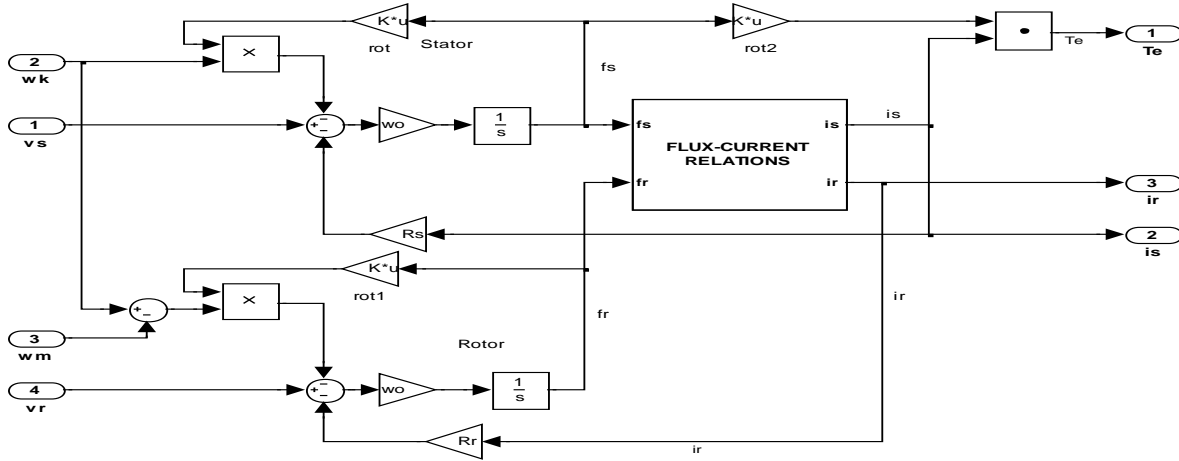 K*u
rot
Stator
K*u
rot2
×
•
Te
1
Te
2
wk
fs
1
vs
wo
1
s
fs
is
FLUX-CURRENT
RELATIONS
fr
ir
is
3
ir
Rs
2
is
K*u
rot1
×
3
wm
fr
ir
Rotor
4
vr
wo
1
s
Rr
ir